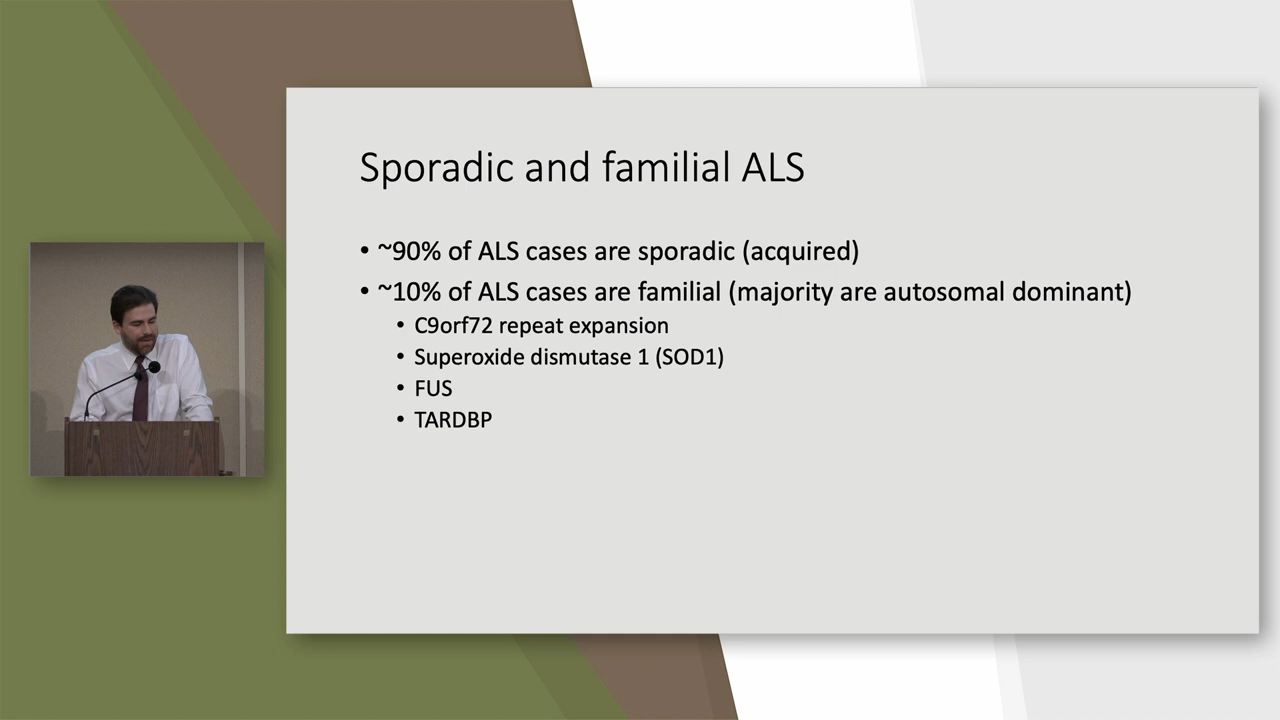 Sporadic and familial ALS
• ~90% of ALS cases are sporadic (acquired)
• ~10% of ALS cases are familial (majority are autosomal dominant)
• C9orf72 repeat expansion
• Superoxide dismutase 1 (SOD1)
• FUS
• TARDBP